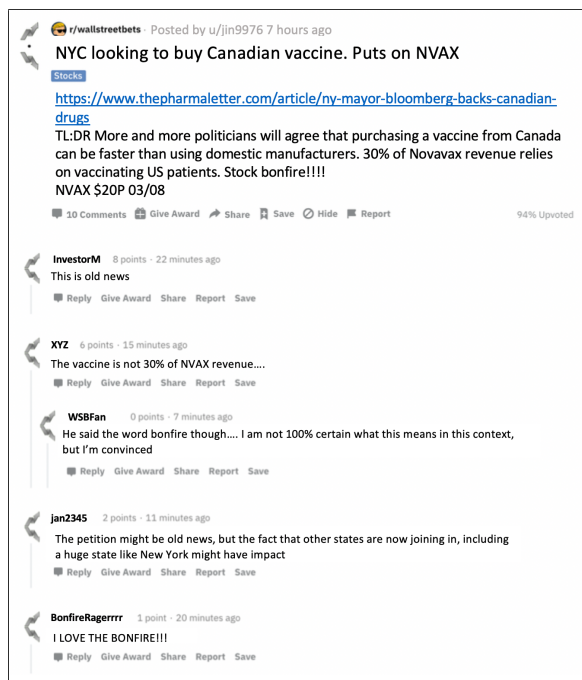 r/wallstreetbets · Posted by u/jin9976 7 hours ago
NYC looking to buy Canadian vaccine. Puts on NVAX
Stocks
https://www.thepharmaletter.com/article/ny-mayor-bloomberg-backs-canadian-
drugs
TL:DR More and more politicians will agree that purchasing a vaccine from Canada
can be faster than using domestic manufacturers. 30% of Novavax revenue relies
on vaccinating US patients. Stock bonfire!!!!
NVAX $20P 03/08
10 Comments Give Award Share Save Hide Report 94% Upvoted
InvestorM 8 points · 22 minutes ago
This is old news
Reply Give Award Share Report Save
XYZ 6 points · 15 minutes ago
The vaccine is not 30% of NVAX revenue....
Reply Give Award Share Report Save
WSBFan 0 points · 7 minutes ago
He said the word bonfire though.... I am not 100% certain what this means in this context,
but I'm convinced
Reply Give Award Share Report Save
jan2345 2 points · 11 minutes ago
The petition might be old news, but the fact that other states are now joining in, including
a huge state like New York might have impact
Reply Give Award Share Report Save
BonfireRagerrrr 1 point · 20 minutes ago
I LOVE THE BONFIRE!!!
Reply Give Award Share Report Save